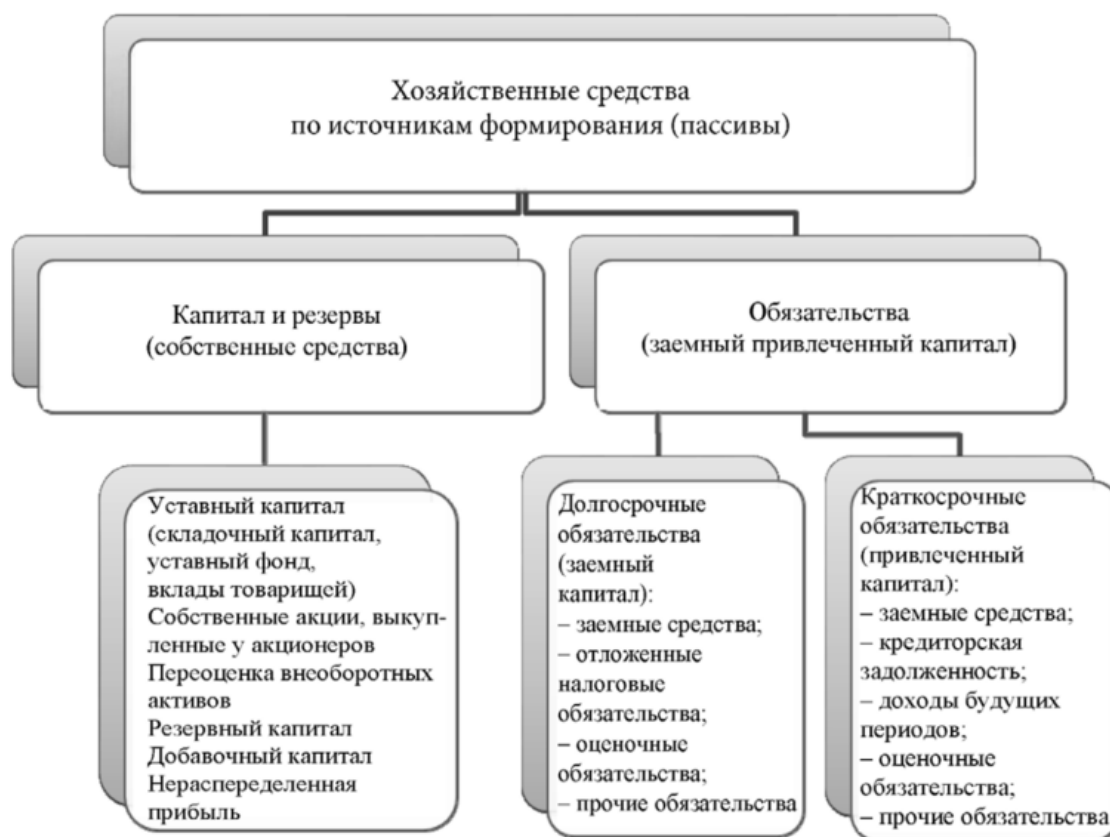 Хозяйственные средства
по источникам формирования (пассивы)
Капитал и резервы
(собственные средства)
Обязательства
(заемный привлеченный капитал)
Уставный капитал
(складочный капитал,
уставный фонд,
вклады товарищей)
Собственные акции, выкуп-
ленные у акционеров
Переоценка внеоборотных
активов
Резервный капитал
Добавочный капитал
Нераспределенная
прибыль
Долгосрочные
обязательства
(заемный
капитал):
– заемные средства;
– отложенные
налоговые
обязательства;
– оценочные
обязательства;
– прочие обязательства
Краткосрочные
обязательства
(привлеченный
капитал):
– заемные средства;
– кредиторская
задолженность;
– доходы будущих
периодов;
– оценочные
обязательства;
– прочие обязательства